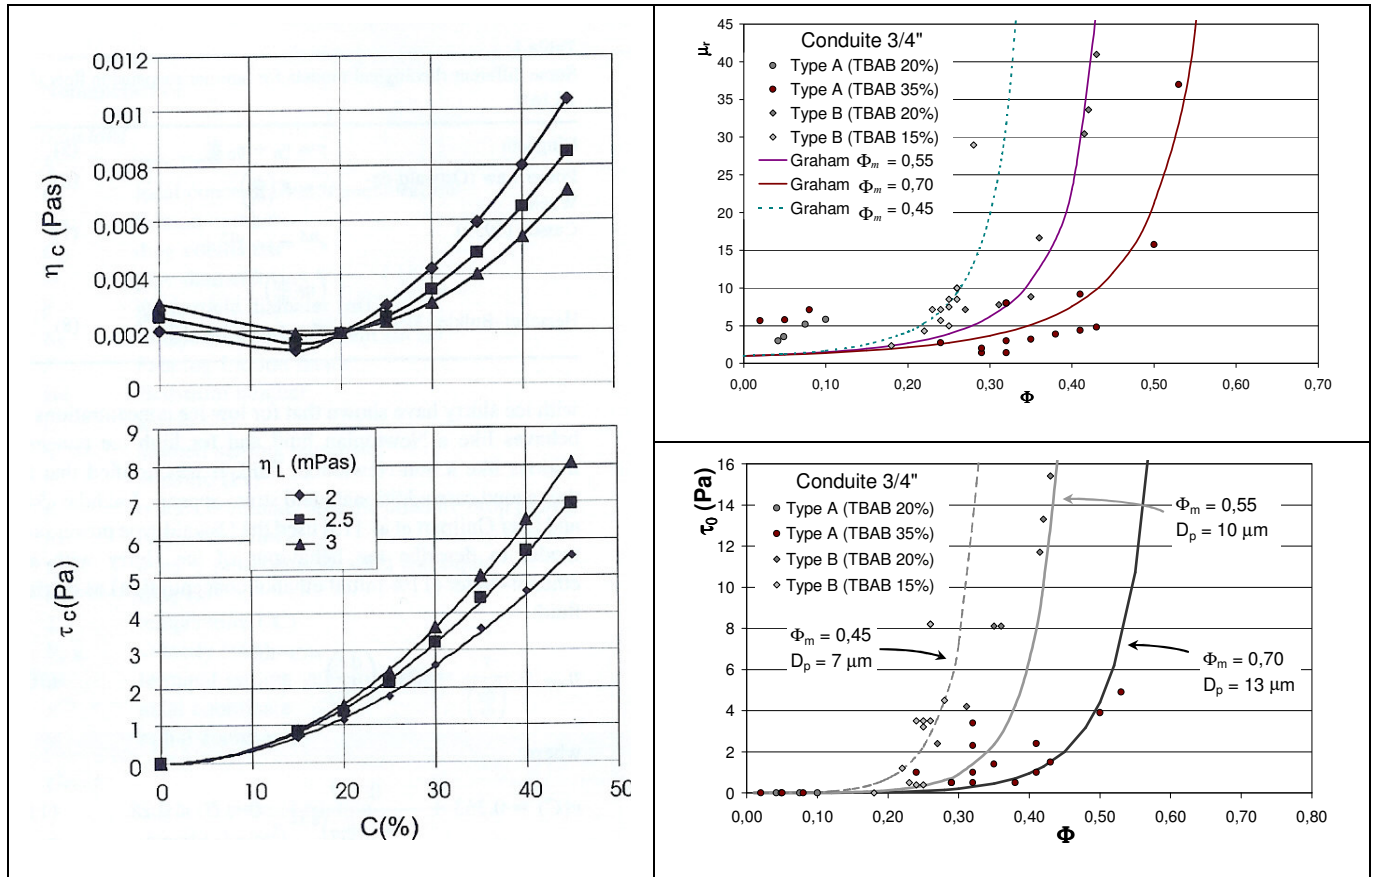 0,012
0,01
0,008
0,006
0,004
0,002
0
η c (Pas)
9
8
7
6
5
4
3
2
1
0
τ c (Pa)
η L (mPas)
2
2.5
3
0
10
20
30
40
50
C(%)
45
40
35
30
25
20
15
10
5
0
μr
Conduite 3/4"
Type A (TBAB 20%)
Type A (TBAB 35%)
Type B (TBAB 20%)
Type B (TBAB 15%)
Graham Φm = 0,55
Graham Φm = 0,70
Graham Φm = 0,45
0,00
0,10
0,20
0,30
0,40
0,50
0,60
0,70
Φ
16
14
12
10
8
6
4
2
0
τ0 (Pa)
Conduite 3/4"
Type A (TBAB 20%)
Type A (TBAB 35%)
Type B (TBAB 20%)
Type B (TBAB 15%)
Φm = 0,55
Dp = 10 μm
Φm = 0,45
Dp = 7 μm
Φm = 0,70
Dp = 13 μm
0,00
0,10
0,20
0,30
0,40
0,50
0,60
0,70
0,80
Φ